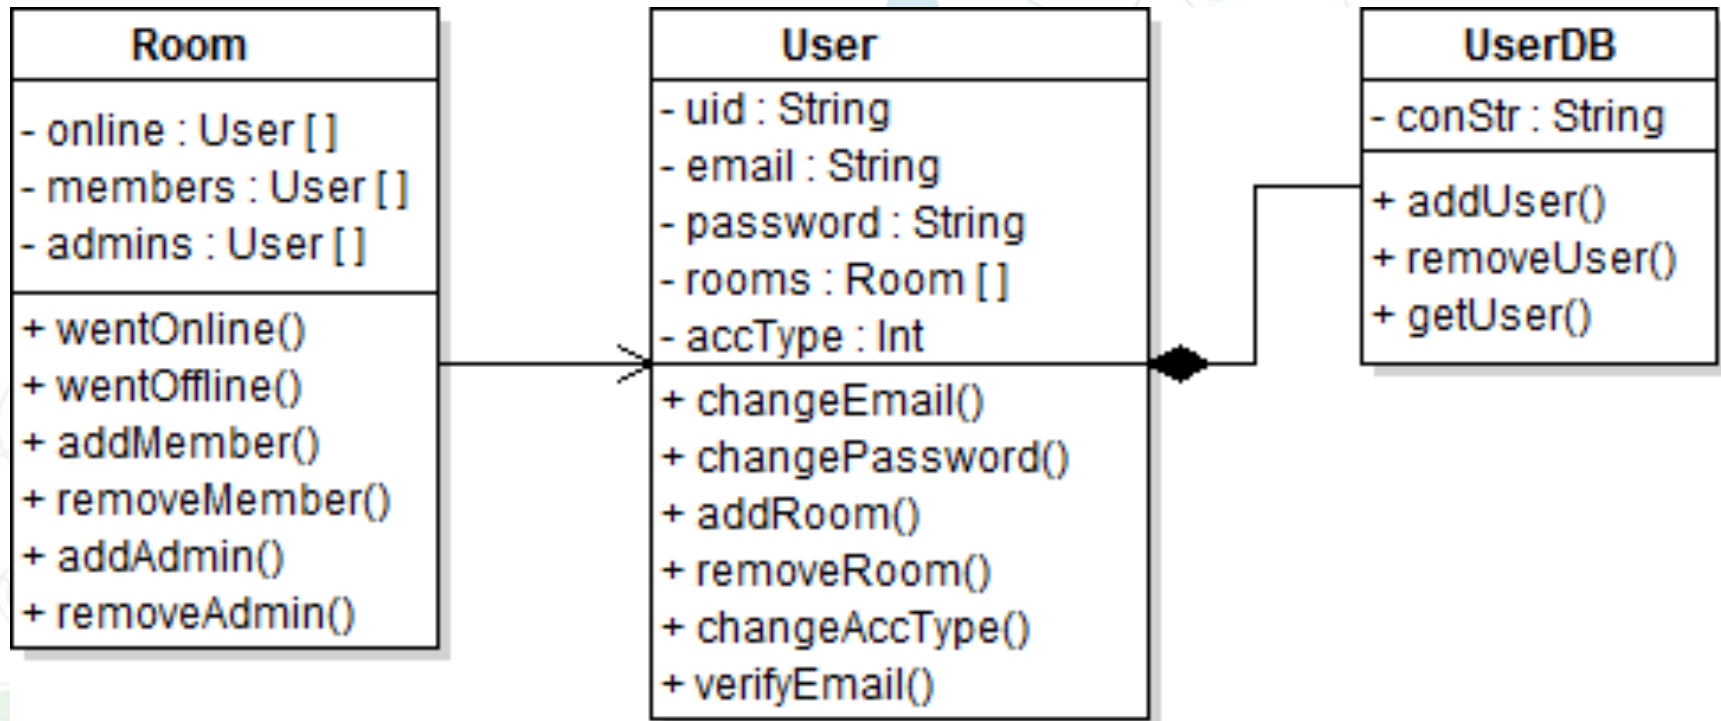 Room
- online : User [ ]
- members : User [ ]
- admins : User [ ]
+ wentOnline()
+ wentOffline()
+ addMember()
+ removeMember()
+ addAdmin()
+ removeAdmin()
User
- uid : String
- email : String
- password : String
- rooms : Room [ ]
- accType : Int
+ changeEmail()
+ changePassword()
+ addRoom()
+ removeRoom()
+ changeAccType()
+ verifyEmail()
UserDB
- conStr : String
+ addUser()
+ removeUser()
+ getUser()